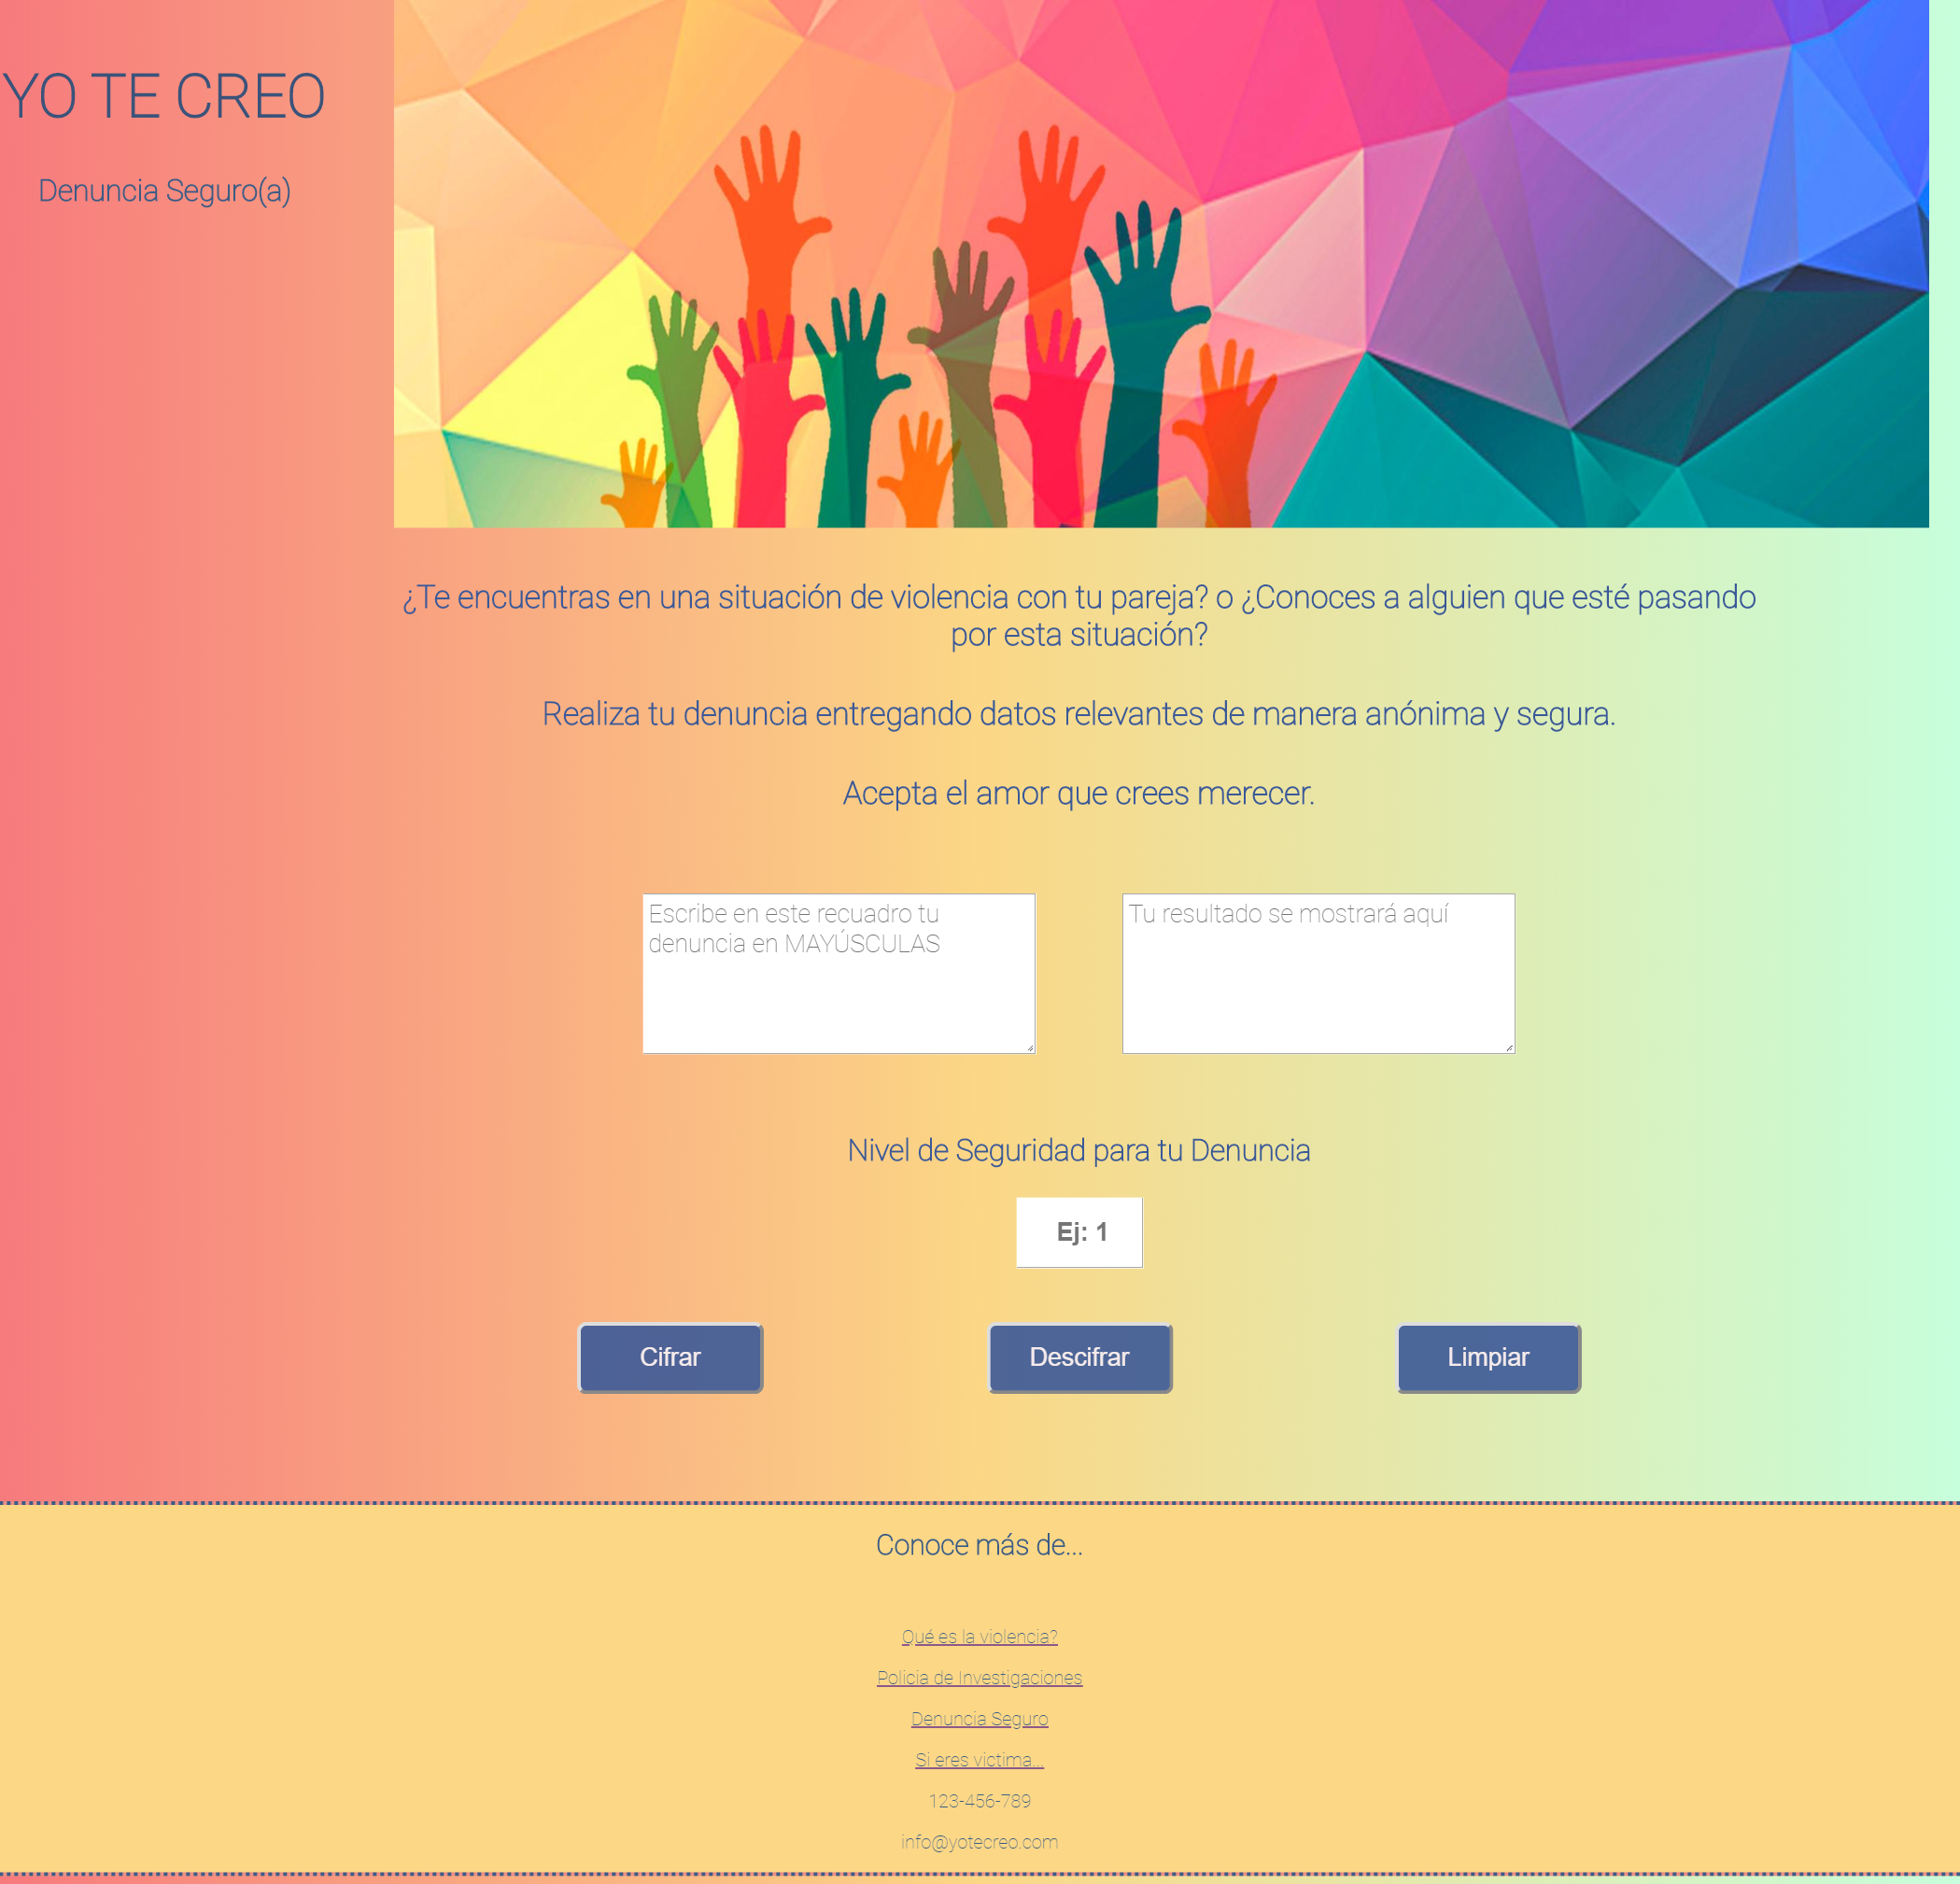 YO TE CREO
Denuncia Seguro(a)
¿Te encuentras en una situación de violencia con tu pareja? o ¿Conoces a alguien que esté pasando
por esta situación?
Realiza tu denuncia entregando datos relevantes de manera anónima y segura.
Acepta el amor que crees merecer.
Escribe en este recuadro tu
denuncia en MAYÚSCULAS
Tu resultado se mostrará aquí
Nivel de Seguridad para tu Denuncia
Ej: 1
Cifrar
Descifrar
Limpiar
Conoce más de...
Qué es la violencia?
Policia de Investigaciones
Denuncia Seguro
Si eres victima...
123-456-789
info@yotecreo.com